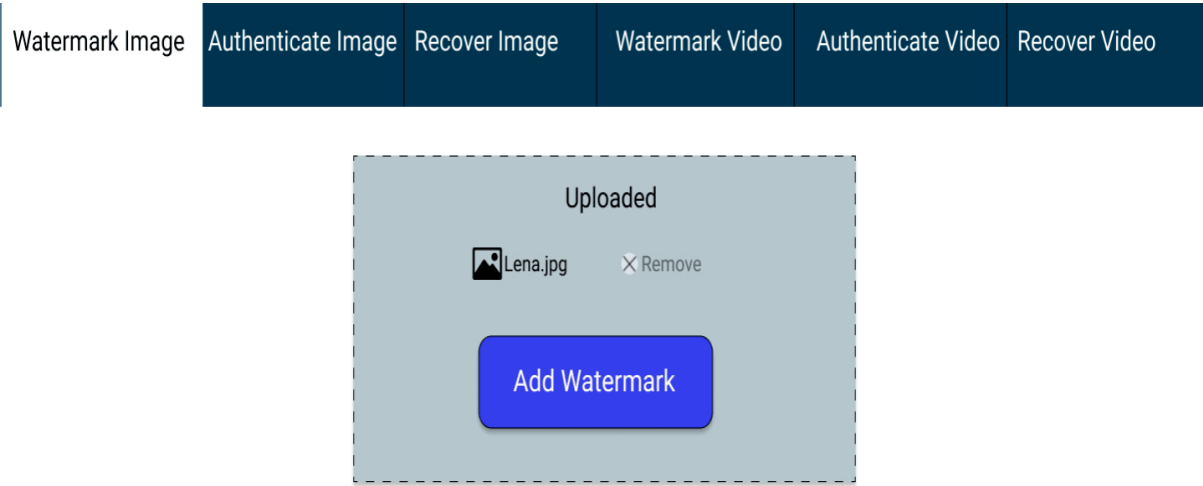 Watermark Image Authenticate Image Recover Image Watermark Video Authenticate Video Recover Video
Uploaded
Lena.jpg Remove
Add Watermark